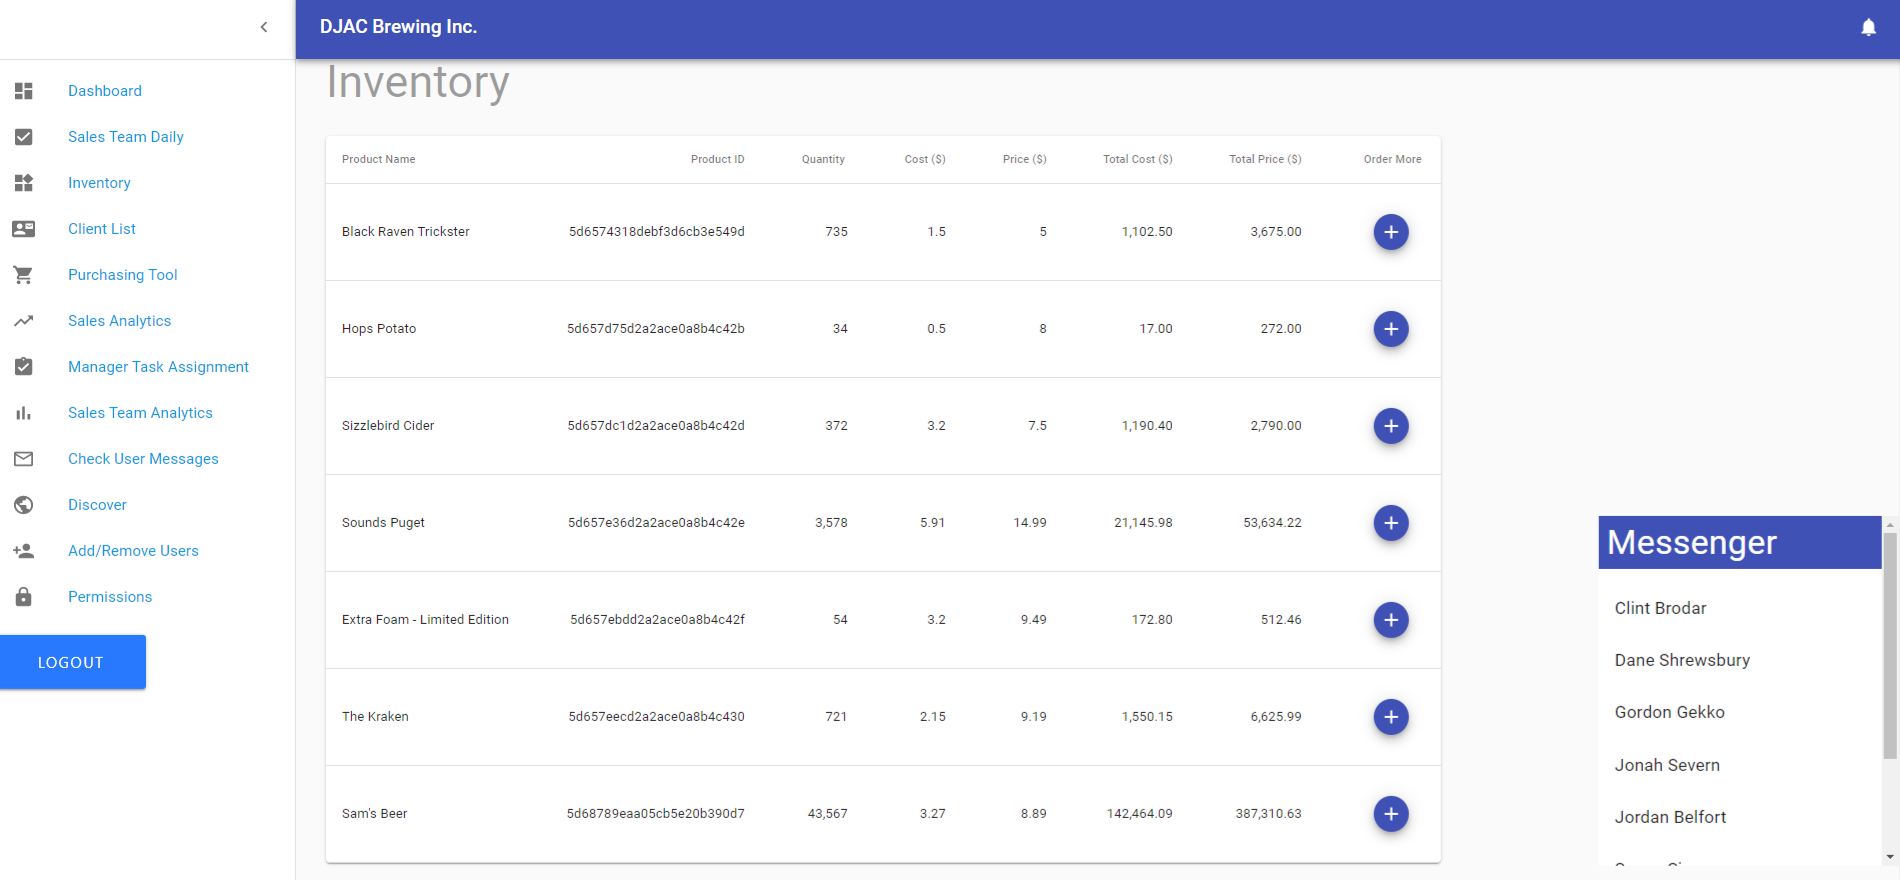 DJAC Brewing Inc.
Dashboard
Sales Team Daily
Inventory
Client List
Purchasing Tool
Sales Analytics
Manager Task Assignment
Sales Team Analytics
Check User Messages
Discover
Add/Remove Users
Permissions
LOGOUT
Inventory
Product Name Product ID Quantity Cost ($) Price ($) Total Cost ($) Total Price ($) Order More
Black Raven Trickster 5d6574318debf3d6cb3e549d 735 1.5 5 1,102.50 3,675.00
Hops Potato 5d657d75d2a2ace0a8b4c42b 34 0.5 8 17.00 272.00
Sizzlebird Cider 5d657dc1d2a2ace0a8b4c42d 372 3.2 7.5 1,190.40 2,790.00
Sounds Puget 5d657e36d2a2ace0a8b4c42e 3,578 5.91 14.99 21,145.98 53,634.22
Extra Foam - Limited Edition 5d657ebdd2a2ace0a8b4c42f 54 3.2 9.49 172.80 512.46
The Kraken 5d657eecd2a2ace0a8b4c430 721 2.15 9.19 1,550.15 6,625.99
Sam's Beer 5d68789eaa05cb5e20b390d7 43,567 3.27 8.89 142,464.09 387,310.63
Messenger
Clint Brodar
Dane Shrewsbury
Gordon Gekko
Jonah Severn
Jordan Belfort